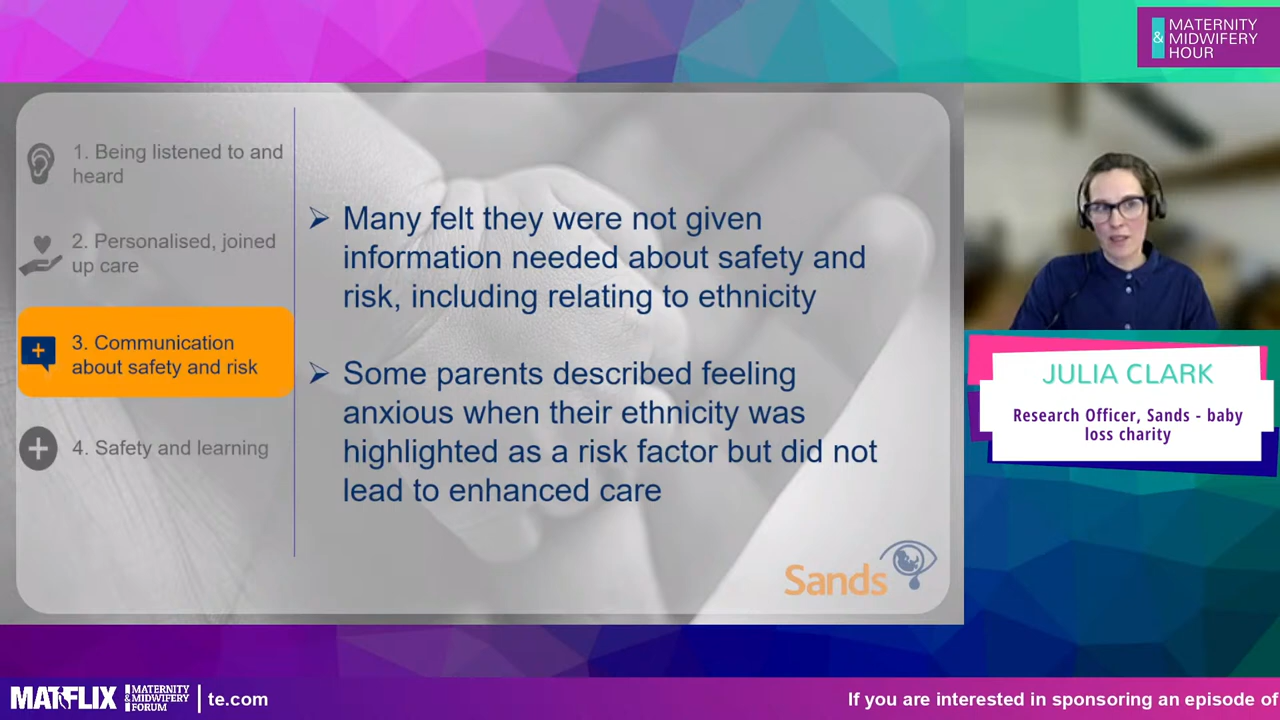 MATERNITY
& MIDWIFERY
HOUR
1. Being listened to and
heard
2. Personalised, joined
up care
3. Communication
about safety and risk
4. Safety and learning
➢ Many felt they were not given
information needed about safety and
risk, including relating to ethnicity
➢ Some parents described feeling
anxious when their ethnicity was
highlighted as a risk factor but did not
lead to enhanced care
Sands
JULIA CLARK
Research Officer, Sands - baby
loss charity
MATFLIX
MATERNITY
& MIDWIFERY
FORUM
te.com
If you are interested in sponsoring an episode of